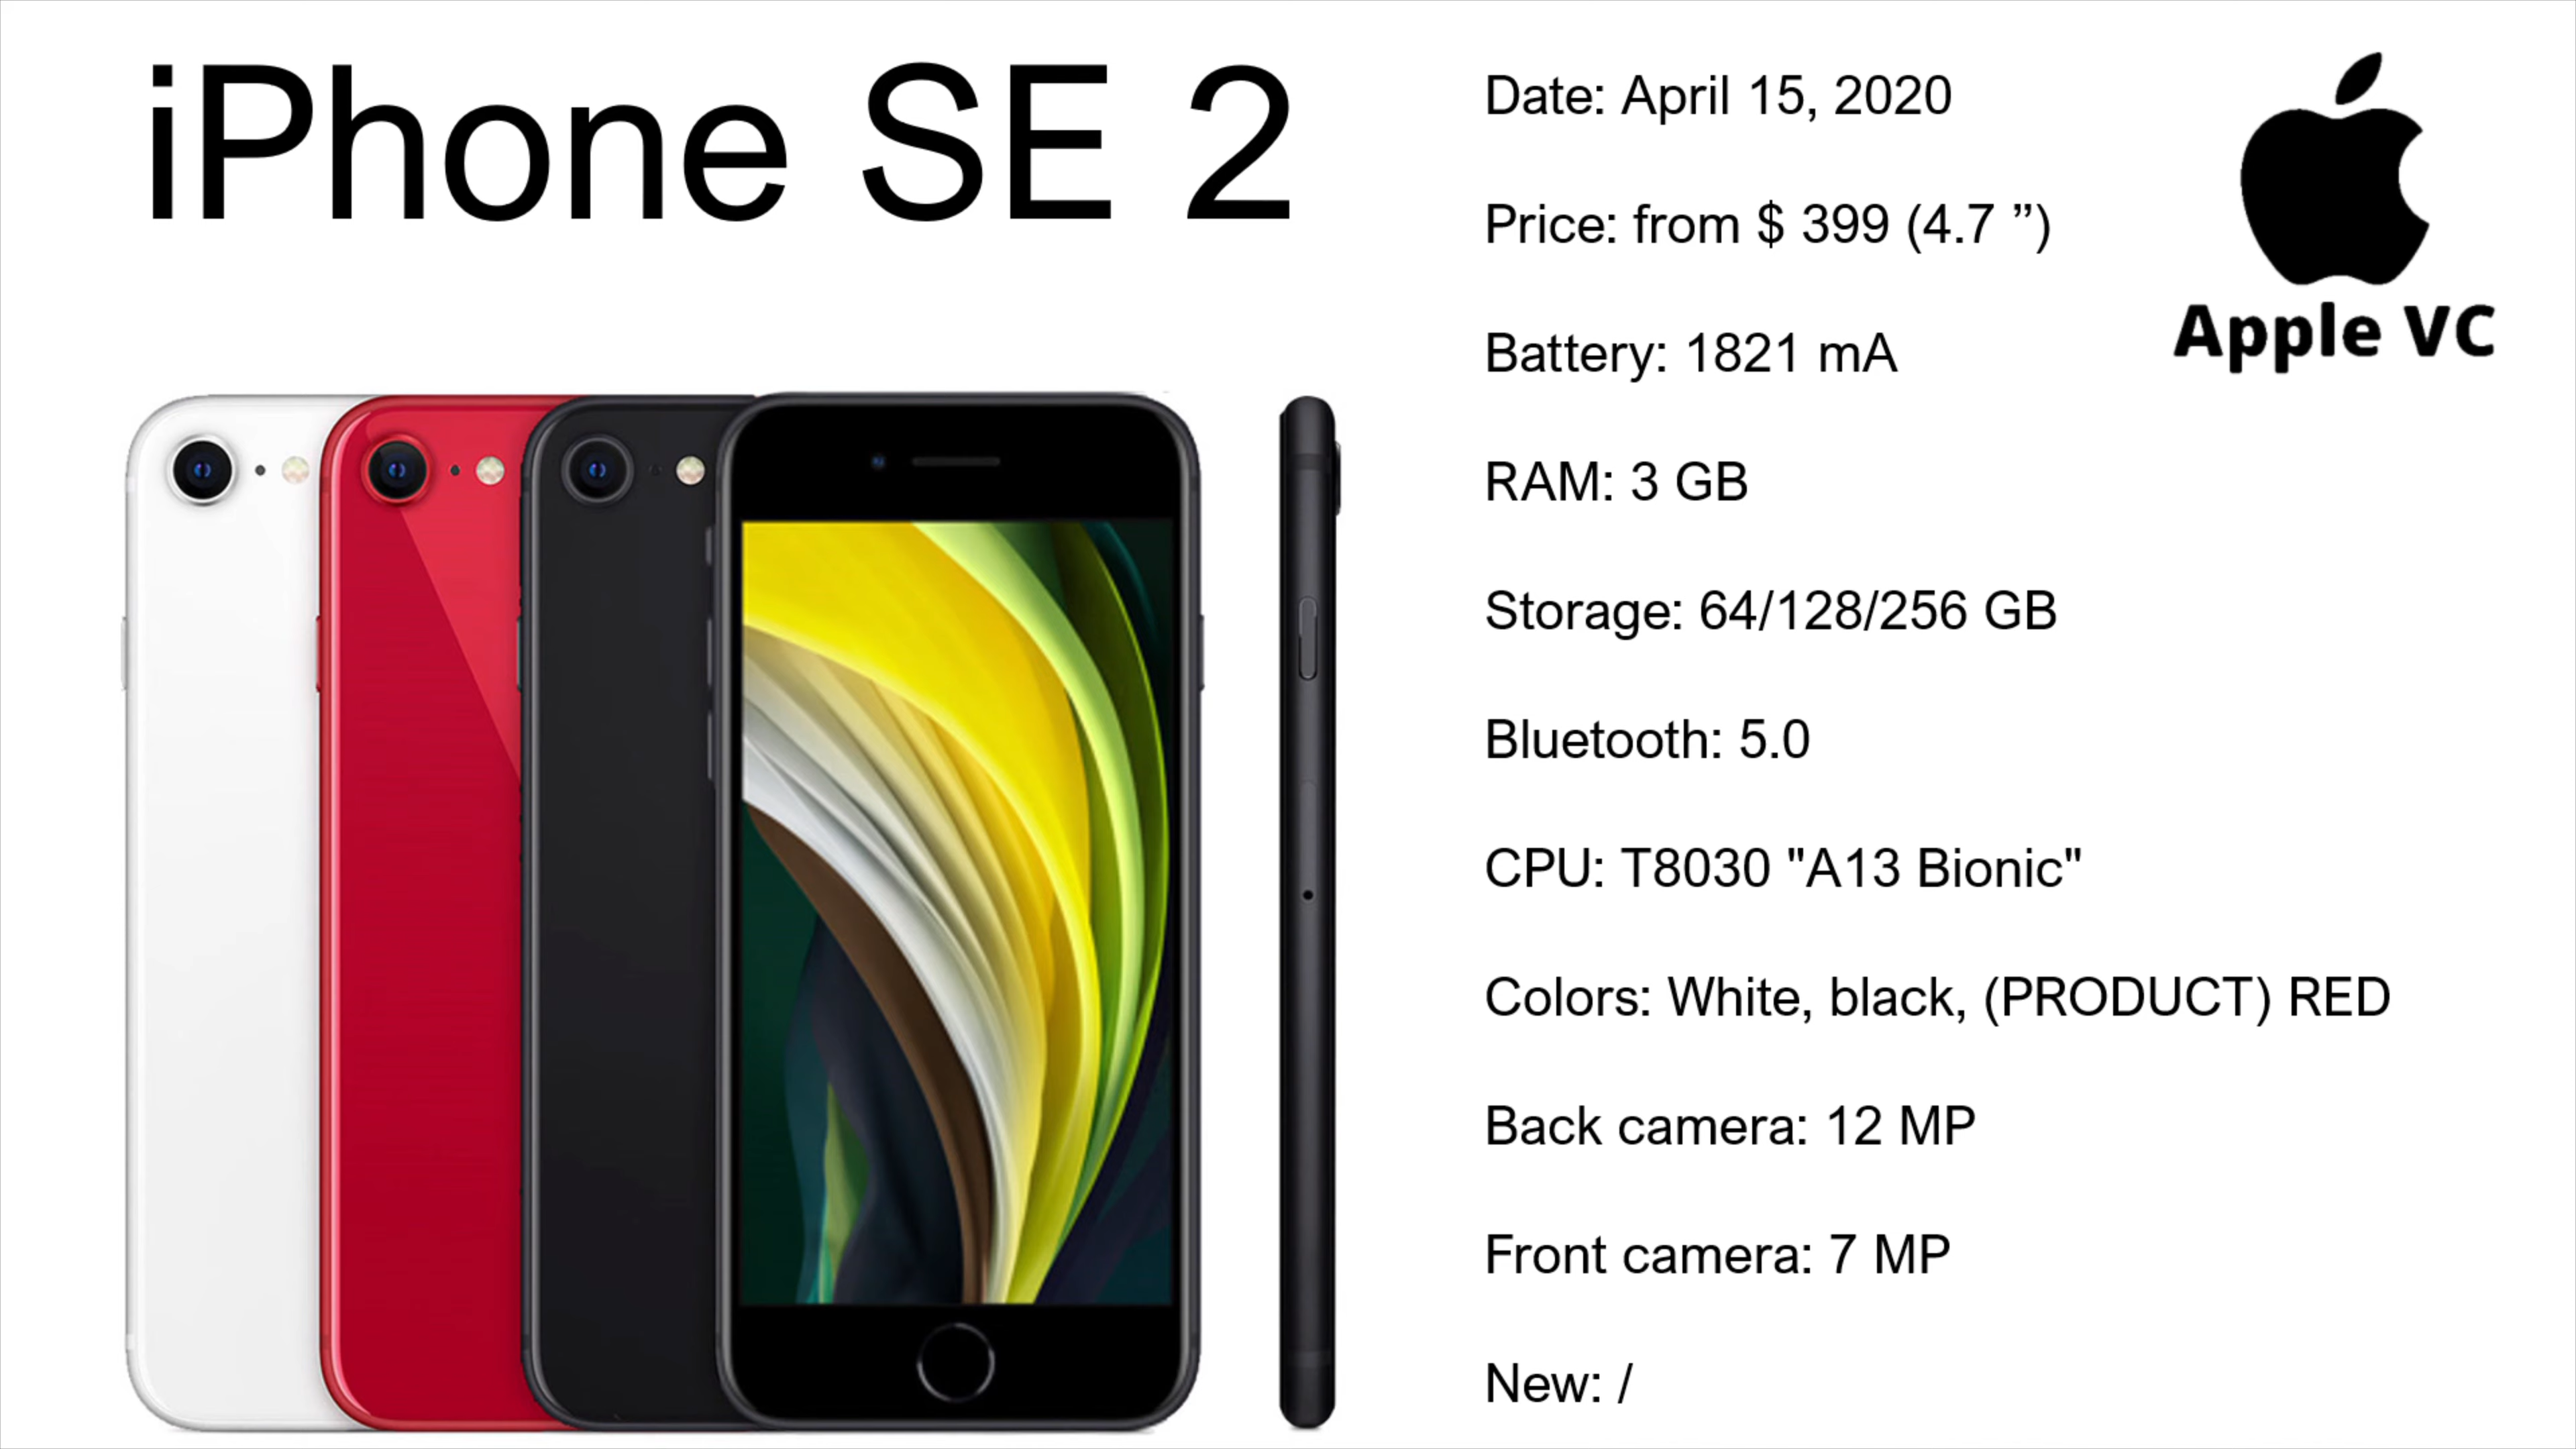 iPhone SE 2
Date: April 15, 2020
Price: from $ 399 (4.7 ”)
Battery: 1821 mA
RAM: 3 GB
Storage: 64/128/256 GB
Bluetooth: 5.0
CPU: T8030 "A13 Bionic"
Colors: White, black, (PRODUCT) RED
Back camera: 12 MP
Front camera: 7 MP
New: /
Apple VC